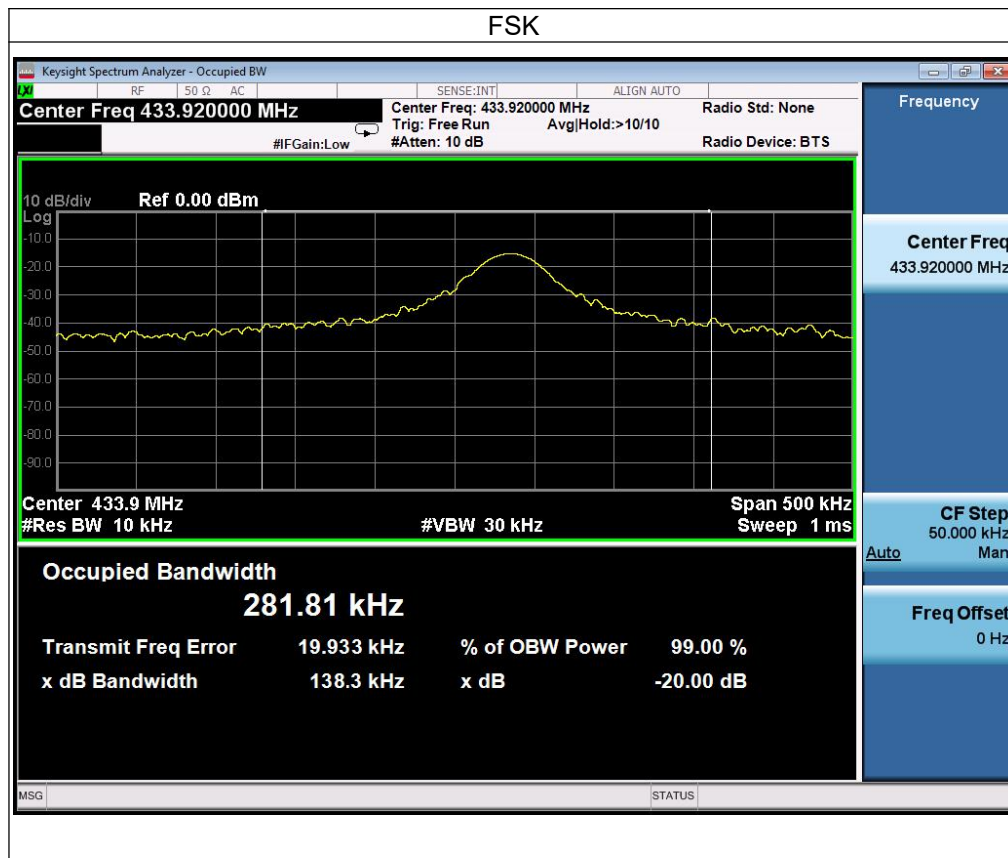 FSK
Keysight Spectrum Analyzer - Occupied BW
LXI RF 50 Ω AC SENSE:INT ALIGN AUTO
Center Freq 433.920000 MHz
Center Freq: 433.920000 MHz Radio Std: None
Trig: Free Run Avg|Hold:>10/10
#IFGain:Low #Atten: 10 dB Radio Device: BTS
10 dB/div Ref 0.00 dBm
Log
-10.0
-20.0
-30.0
-40.0
-50.0
-60.0
-70.0
-80.0
-90.0
Center 433.9 MHz Span 500 kHz
#Res BW 10 kHz #VBW 30 kHz Sweep 1 ms
Occupied Bandwidth
281.81 kHz
Transmit Freq Error 19.933 kHz % of OBW Power 99.00 %
x dB Bandwidth 138.3 kHz x dB -20.00 dB
MSG STATUS
Frequency
Center Freq
433.920000 MHz
CF Step
50.000 kHz
Auto Man
Freq Offset
0 Hz